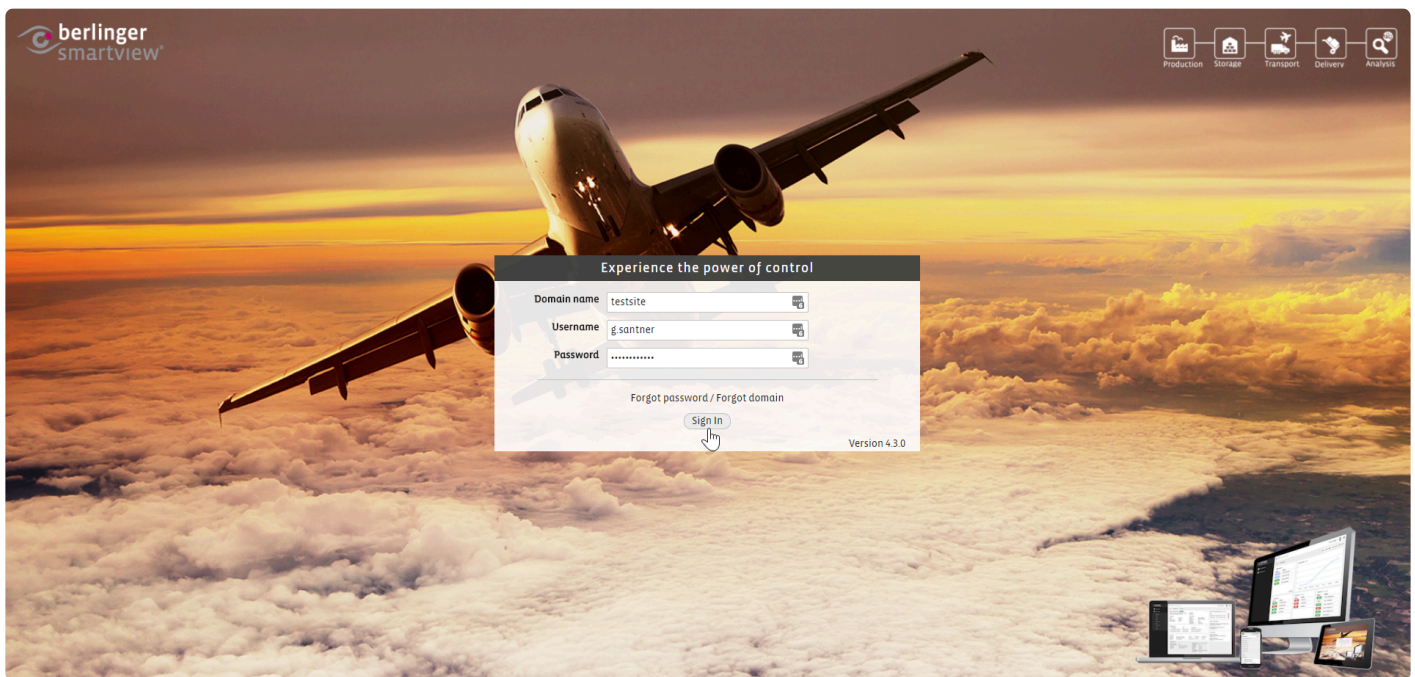 berlinger
smartview®
Production Storage Transport Delivery Analysis
Experience the power of control
Domain name testsite
Username g.santner
Password ••••••••••••
Forgot password / Forgot domain
Sign In
Version 4.3.0